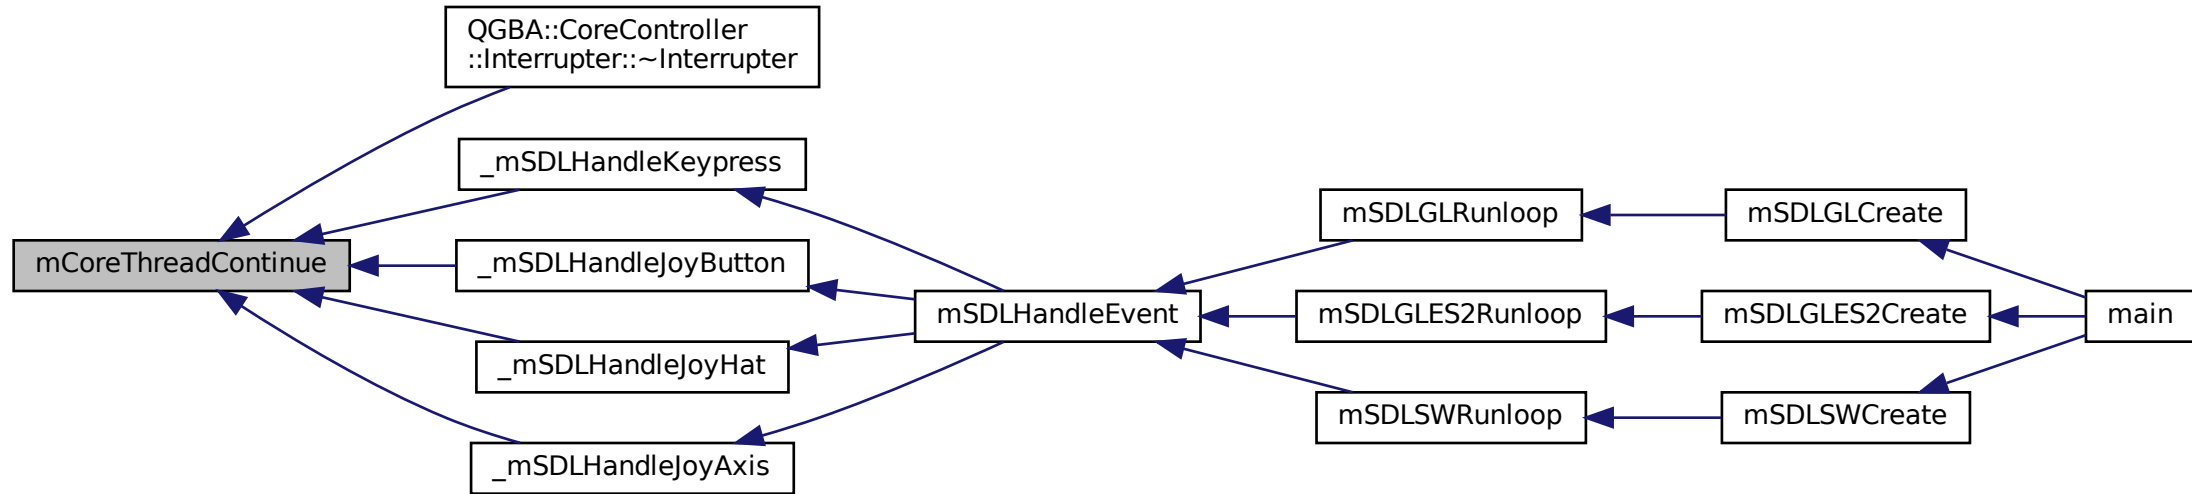 QGBA::CoreController
::Interrupter::~Interrupter
_mSDLHandleKeypress
mCoreThreadContinue
_mSDLHandleJoyButton
_mSDLHandleJoyHat
_mSDLHandleJoyAxis
mSDLHandleEvent
mSDLGLRunloop
mSDLGLES2Runloop
mSDLSWRunloop
mSDLGLCreate
mSDLGLES2Create
mSDLSWCreate
main